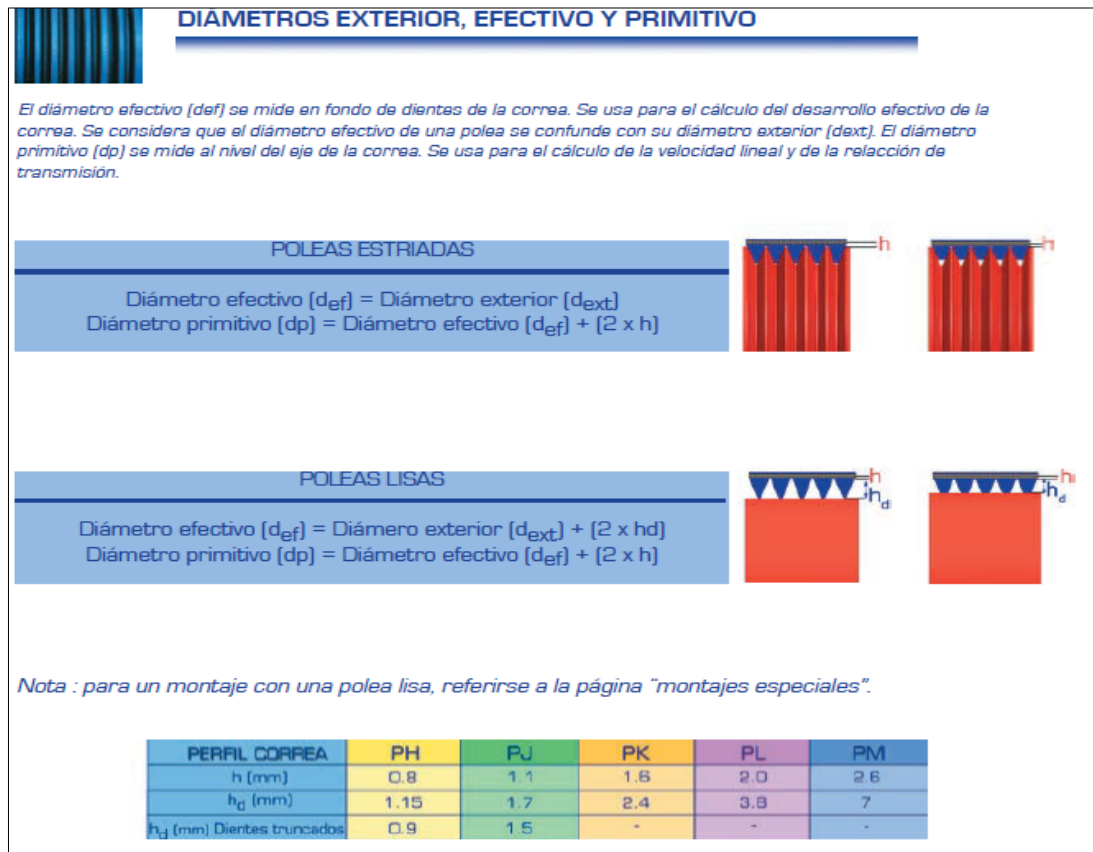 DIÁMETROS EXTERIOR, EFECTIVO Y PRIMITIVO
El diámetro efectivo (def) se mide en fondo de dientes de la correa. Se usa para el cálculo del desarrollo efectivo de la
correa. Se considera que el diámetro efectivo de una polea se confunde con su diámetro exterior (dext). El diámetro
primitivo (dp) se mide al nivel del eje de la correa. Se usa para el cálculo de la velocidad lineal y de la relacción de
transmisión.
POLEAS ESTRIADAS
h
h
Diámetro efectivo (def) = Diámetro exterior (dext)
Diámetro primitivo (dp) = Diámetro efectivo (def) + (2 x h)
POLEAS LISAS
h
hd
h
hd
Diámetro efectivo (def) = Diámero exterior (dext) + (2 x hd)
Diámetro primitivo (dp) = Diámetro efectivo (def) + (2 x h)
Nota : para un montaje con una polea lisa, referirse a la página "montajes especiales".
PERFIL CORREA PH PJ PK PL PM
h (mm) 0.8 1.1 1.6 2.0 2.6
hd (mm) 1.15 1.7 2.4 3.8 7
hd (mm) Dientes truncados 0.9 1.5 - - -